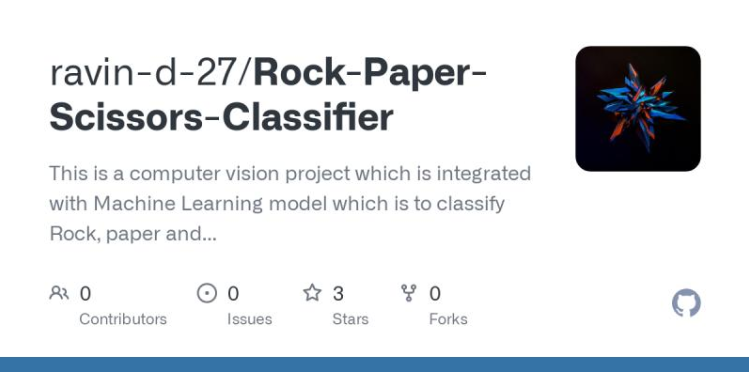 ravin-d-27/Rock-Paper-
Scissors-Classifier
This is a computer vision project which is integrated
with Machine Learning model which is to classify
Rock, paper and...
0 0 3 0
Contributors Issues Stars Forks